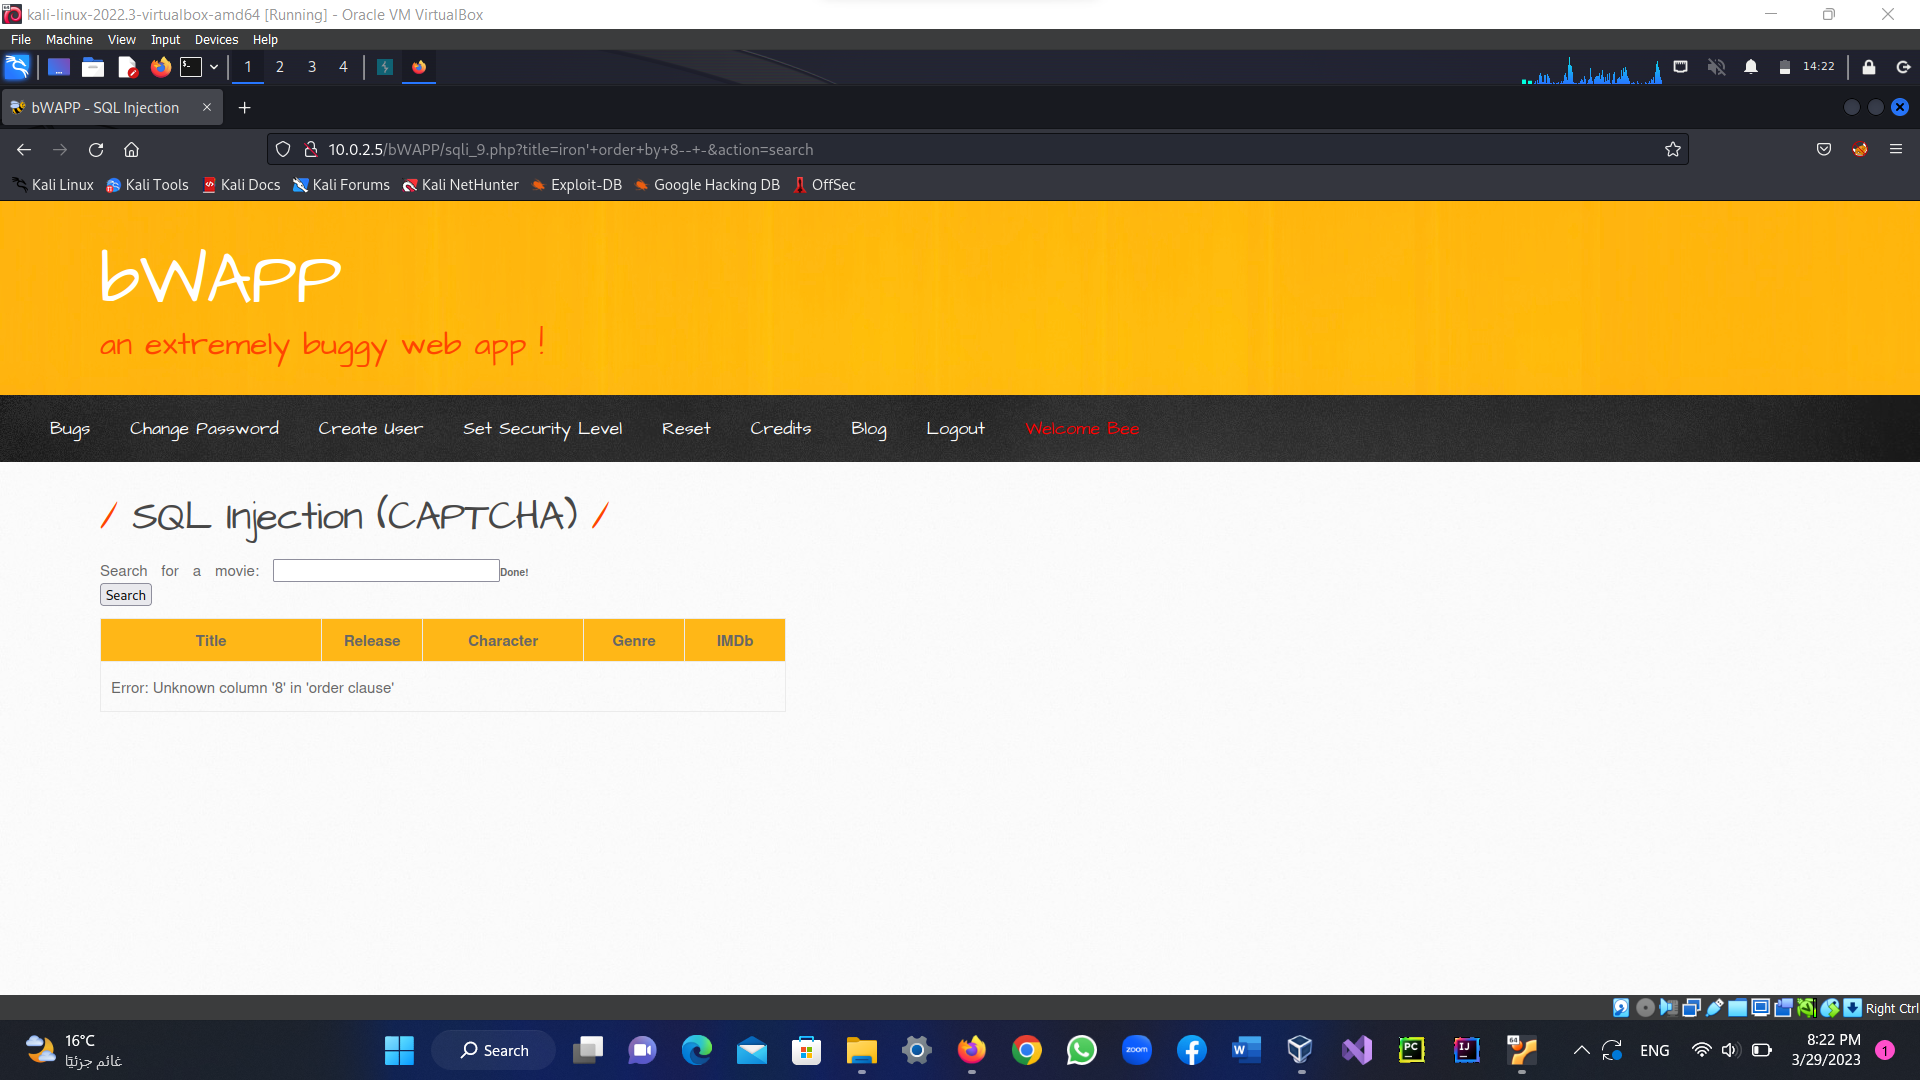 kali-linux-2022.3-virtualbox-amd64 [Running] - Oracle VM VirtualBox
File Machine View Input Devices Help
1 2 3 4 14:22
bWAPP - SQL Injection
10.0.2.5/bWAPP/sqli_9.php?title=iron'+order+by+8--+-&action=search
Kali Linux Kali Tools Kali Docs Kali Forums Kali NetHunter Exploit-DB Google Hacking DB OffSec
bWAPP
an extremely buggy web app !
Bugs Change Password Create User Set Security Level Reset Credits Blog Logout Welcome Bee
/ SQL Injection (CAPTCHA) /
Search for a movie: Done!
Search
Title Release Character Genre IMDb
Error: Unknown column '8' in 'order clause'
Right Ctrl
16°C
غائم جزئيًا
Search
zoom
W
PC
IJ
64
ENG
8:22 PM
3/29/2023
1